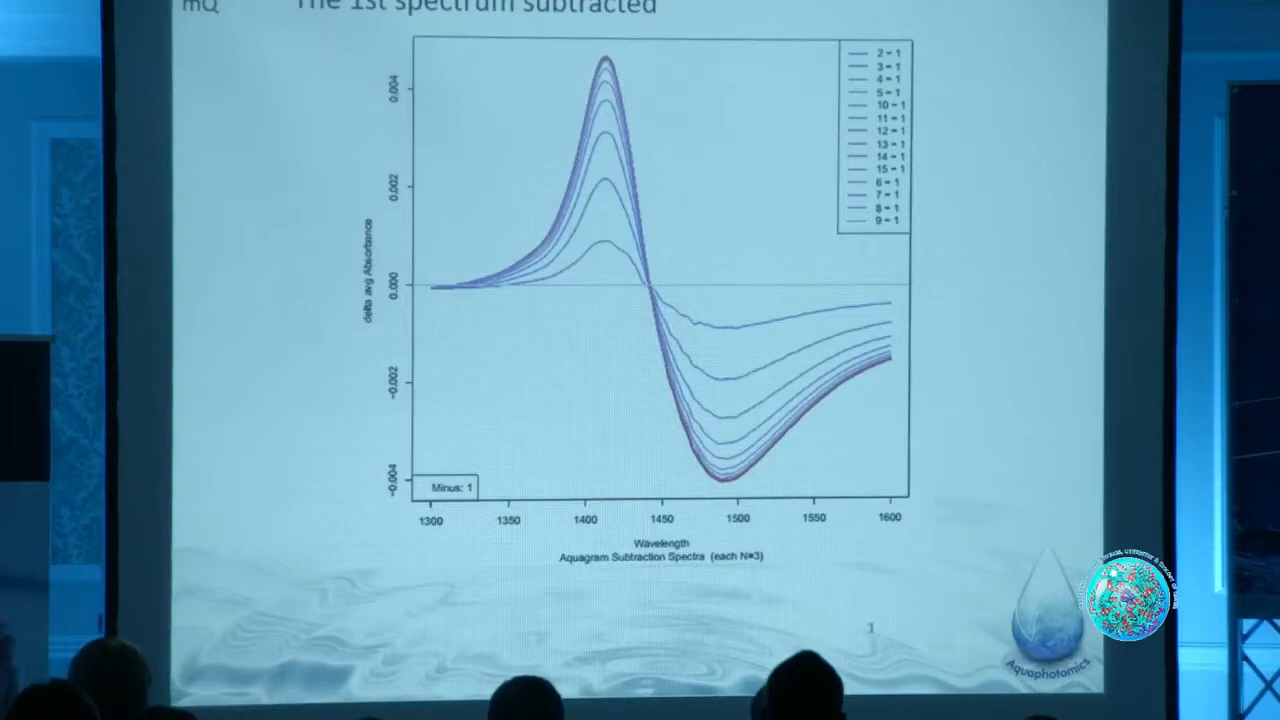 mQ
The 1st spectrum subtracted
2 - 1
3 - 1
4 - 1
5 - 1
10 - 1
11 - 1
12 - 1
13 - 1
14 - 1
15 - 1
6 - 1
7 - 1
8 - 1
9 - 1
0.004
0.002
0.000
-0.002
-0.004
delta avg Absorbance
Minus: 1
1300
1350
1400
1450
1500
1550
1600
Wavelength
Aquagram Subtraction Spectra (each N=3)
1
Aquaphotomics